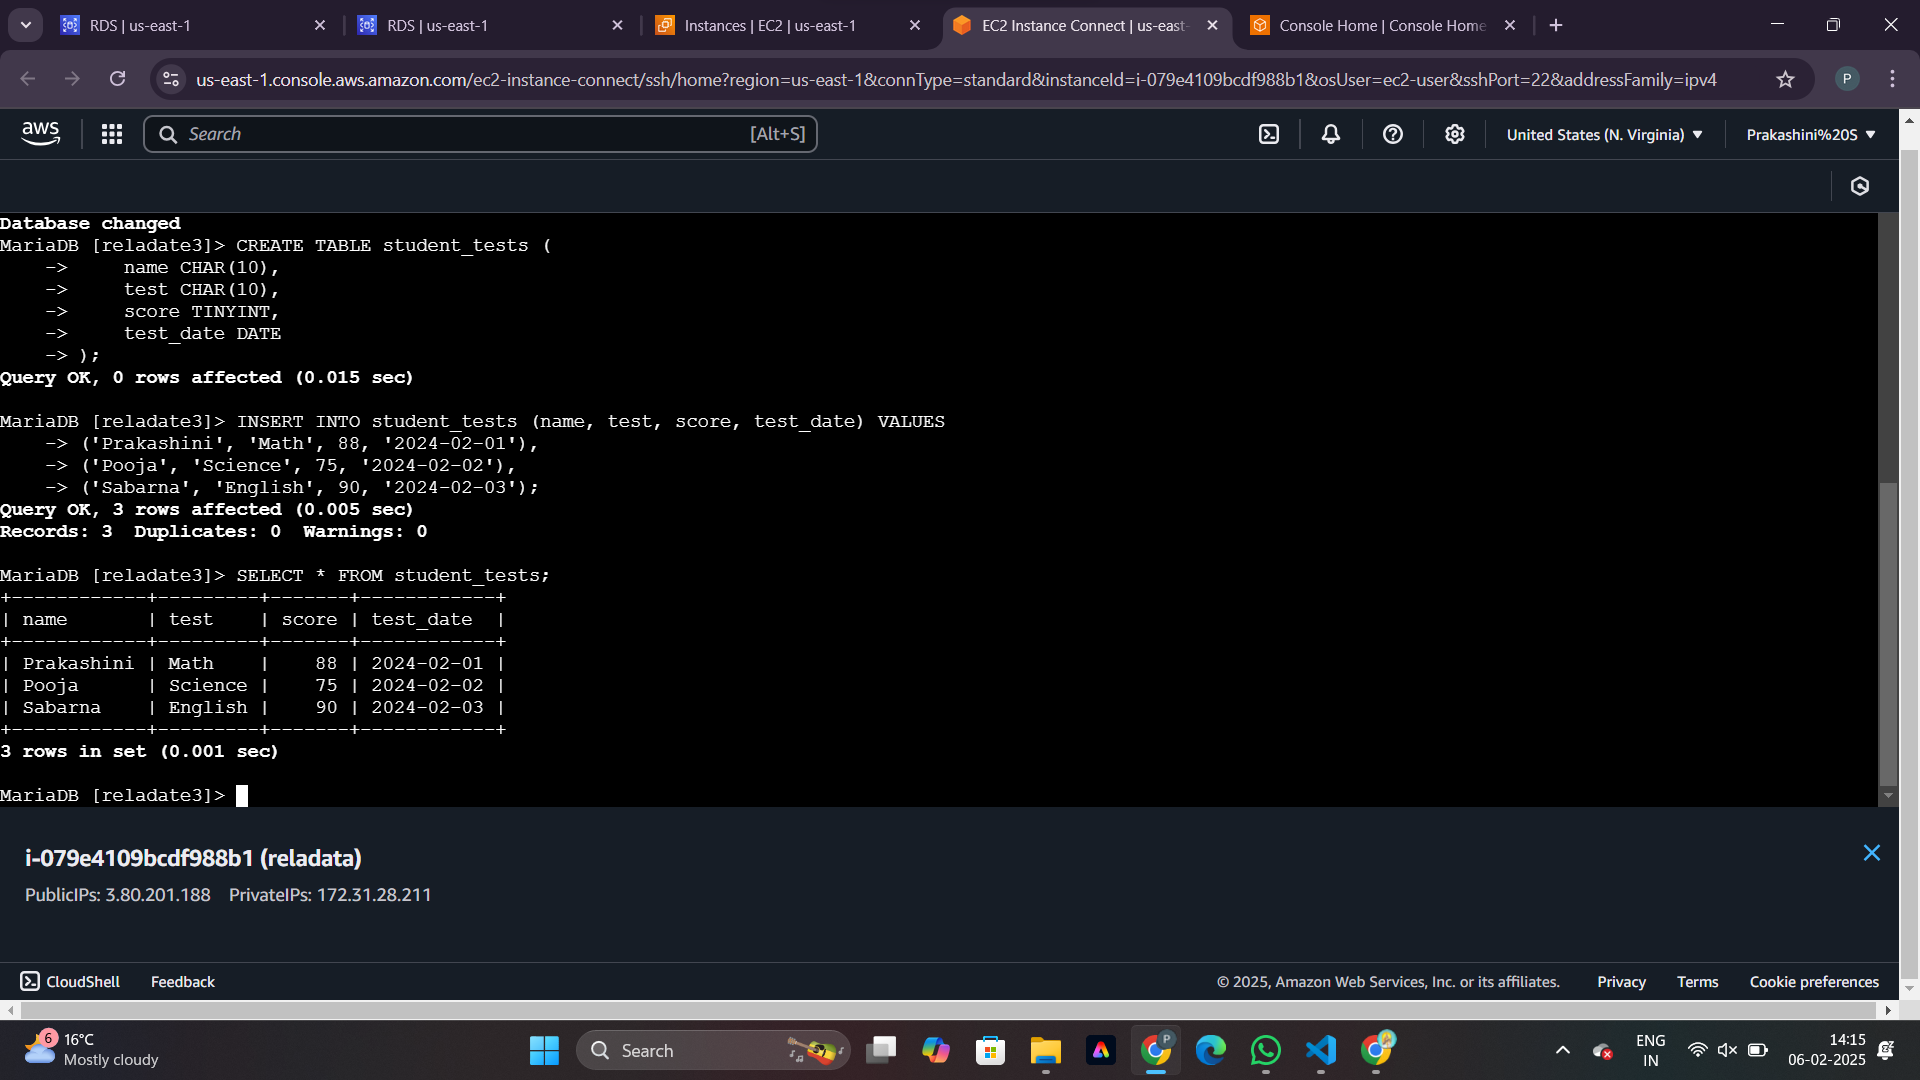 RDS | us-east-1
RDS | us-east-1
Instances | EC2 | us-east-1
EC2 Instance Connect | us-east-
Console Home | Console Home
us-east-1.console.aws.amazon.com/ec2-instance-connect/ssh/home?region=us-east-1&connType=standard&instanceId=i-079e4109bcdf988b1&osUser=ec2-user&sshPort=22&addressFamily=ipv4
P
aws
Search
[Alt+S]
United States (N. Virginia)
Prakashini%20S
Database changed
MariaDB [reladate3]> CREATE TABLE student_tests (
    ->     name CHAR(10),
    ->     test CHAR(10),
    ->     score TINYINT,
    ->     test_date DATE
    -> );
Query OK, 0 rows affected (0.015 sec)
MariaDB [reladate3]> INSERT INTO student_tests (name, test, score, test_date) VALUES
    -> ('Prakashini', 'Math', 88, '2024-02-01'),
    -> ('Pooja', 'Science', 75, '2024-02-02'),
    -> ('Sabarna', 'English', 90, '2024-02-03');
Query OK, 3 rows affected (0.005 sec)
Records: 3  Duplicates: 0  Warnings: 0
MariaDB [reladate3]> SELECT * FROM student_tests;
+------------+---------+-------+------------+
| name       | test    | score | test_date  |
+------------+---------+-------+------------+
| Prakashini | Math    |    88 | 2024-02-01 |
| Pooja      | Science |    75 | 2024-02-02 |
| Sabarna    | English |    90 | 2024-02-03 |
+------------+---------+-------+------------+
3 rows in set (0.001 sec)
MariaDB [reladate3]>
i-079e4109bcdf988b1 (reladata)
PublicIPs: 3.80.201.188    PrivateIPs: 172.31.28.211
CloudShell
Feedback
© 2025, Amazon Web Services, Inc. or its affiliates.
Privacy
Terms
Cookie preferences
6
16°C
Mostly cloudy
Search
P
ENG
IN
14:15
06-02-2025